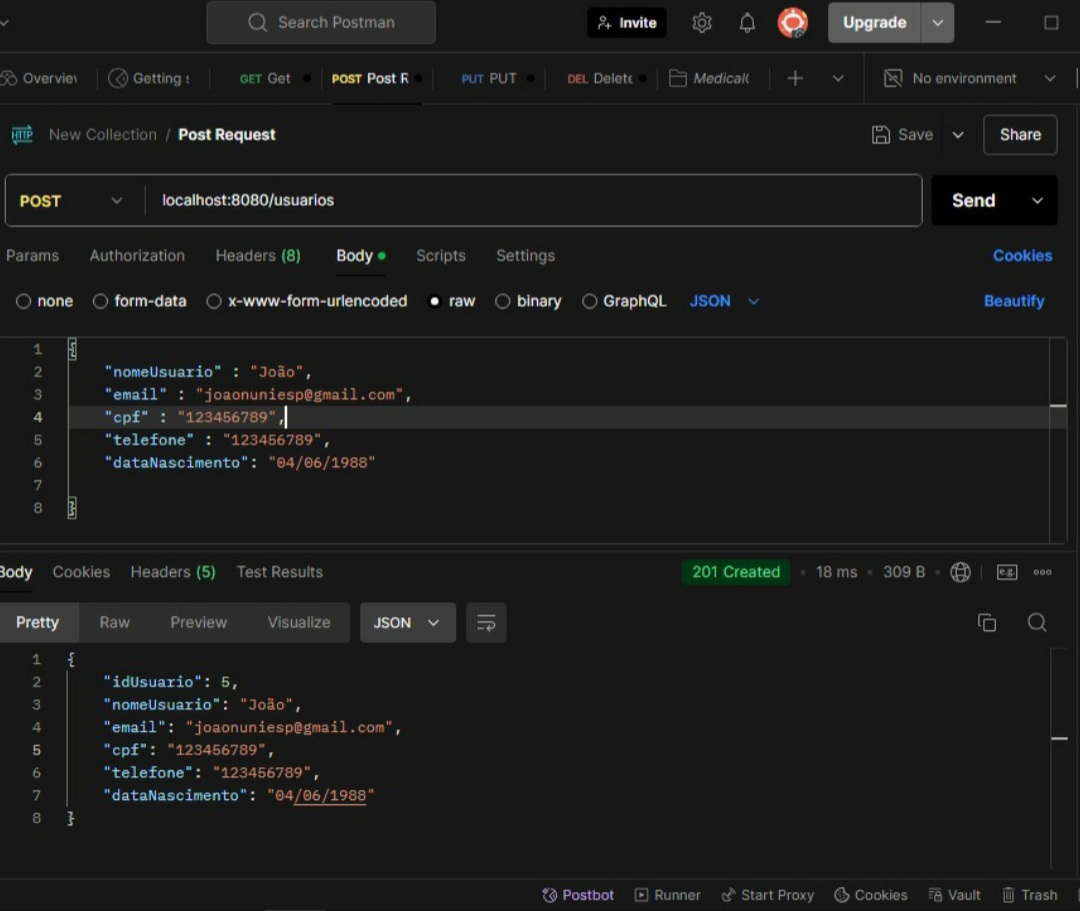 Search Postman Invite Upgrade
Overview Getting s GET Get POST Post R PUT PUT DEL Delete Medicall No environment
HTTP New Collection / Post Request Save Share
POST localhost:8080/usuarios Send
Params Authorization Headers (8) Body Scripts Settings Cookies
none form-data x-www-form-urlencoded raw binary GraphQL JSON Beautify
1 {
2 "nomeUsuario" : "João",
3 "email" : "joaonuniesp@gmail.com",
4 "cpf" : "123456789",
5 "telefone" : "123456789",
6 "dataNascimento": "04/06/1988"
7
8 }
Body Cookies Headers (5) Test Results 201 Created • 18 ms • 309 B • e.g.
Pretty Raw Preview Visualize JSON
1 {
2 "idUsuario": 5,
3 "nomeUsuario": "João",
4 "email": "joaonuniesp@gmail.com",
5 "cpf": "123456789",
6 "telefone": "123456789",
7 "dataNascimento": "04/06/1988"
8 }
Postbot Runner Start Proxy Cookies Vault Trash